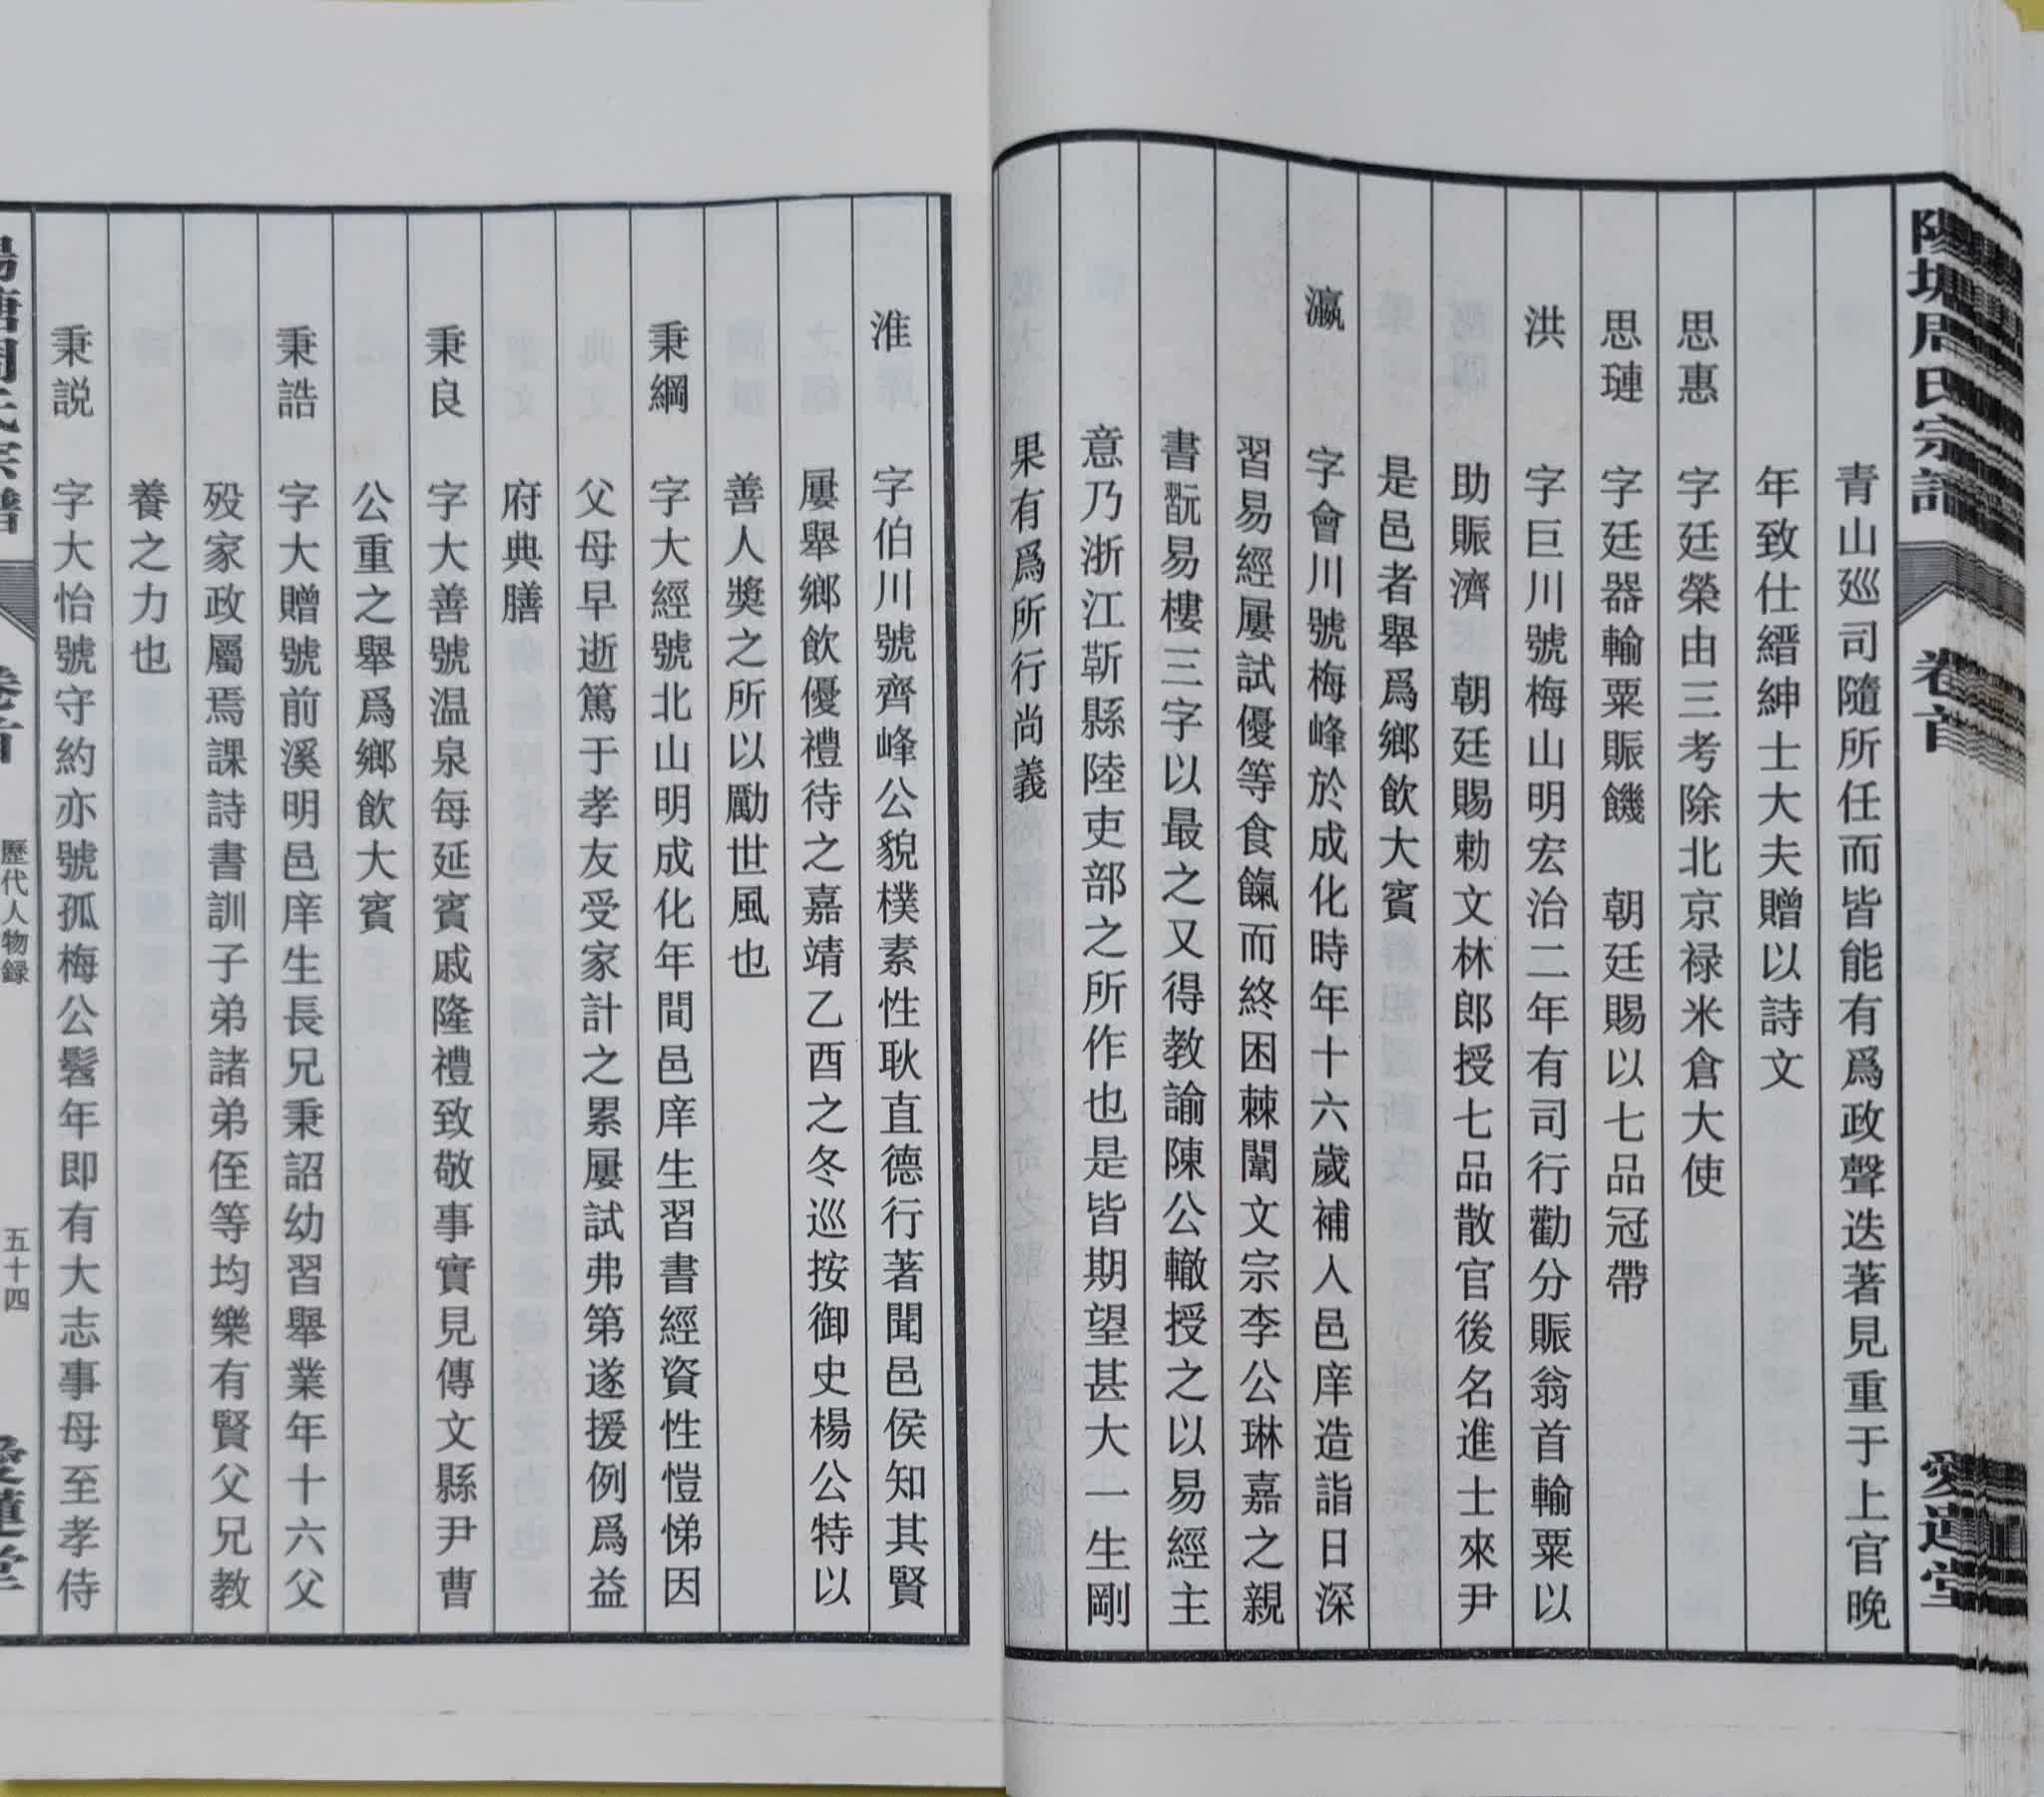 陽塘周氏宗譜 卷首 愛蓮堂
青山廵司隨所任而皆能有爲政聲迭著見重于上官晚
年致仕縉紳士大夫贈以詩文
思惠 字廷榮由三考除北京禄米倉大使
思璉 字廷器輸粟賑饑 朝廷賜以七品冠帶
洪 字巨川號梅山明宏治二年有司行勸分賑翁首輸粟以
助賑濟 朝廷賜勅文林郎授七品散官後名進士來尹
是邑者舉爲鄉飲大賓
瀛 字會川號梅峰於成化時年十六歲補入邑庠造詣日深
習易經屢試優等食餼而終困棘闈文宗李公琳嘉之親
書翫易樓三字以最之又得教諭陳公轍授之以易經主
意乃浙江靳縣陸吏部之所作也是皆期望甚大一生剛
果有爲所行尚義
淮 字伯川號齊峰公貌樸素性耿直德行著聞邑侯知其賢
屢舉鄉飲優禮待之嘉靖乙酉之冬巡按御史楊公特以
善人獎之所以勵世風也
秉綱 字大經號北山明成化年間邑庠生習書經資性愷悌因
父母早逝篤于孝友受家計之累屢試弗第遂援例爲益
府典膳
秉良 字大善號温泉每延賓戚隆禮致敬事實見傳文縣尹曹
公重之舉爲鄉飲大賓
秉誥 字大贈號前溪明邑庠生長兄秉詔幼習舉業年十六父
殁家政屬焉課詩書訓子弟諸弟侄等均樂有賢父兄教
養之力也
秉説 字大怡號守約亦號孤梅公髫年即有大志事母至孝侍
陽塘周氏宗譜 卷首 歷代人物録 五十四 愛蓮堂